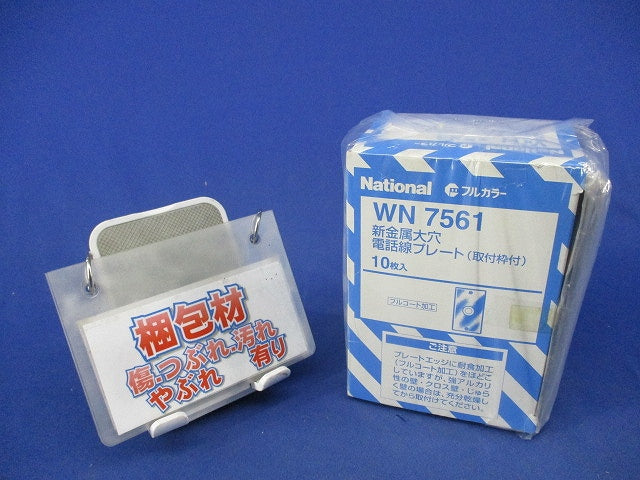 梱包材
傷.つぶれ.汚れ
やぶれ 有り
National フルカラー
WN 7561
新金属大穴
電話線プレート(取付枠付)
10枚入
フルコート加工
ご注意
プレートエッジに耐食加工
(フルコート加工)をほどこ
していますが、強アルカリ
性の壁・クロス壁・じゅら
く壁の場合は、充分乾燥し
てから取付けてください。